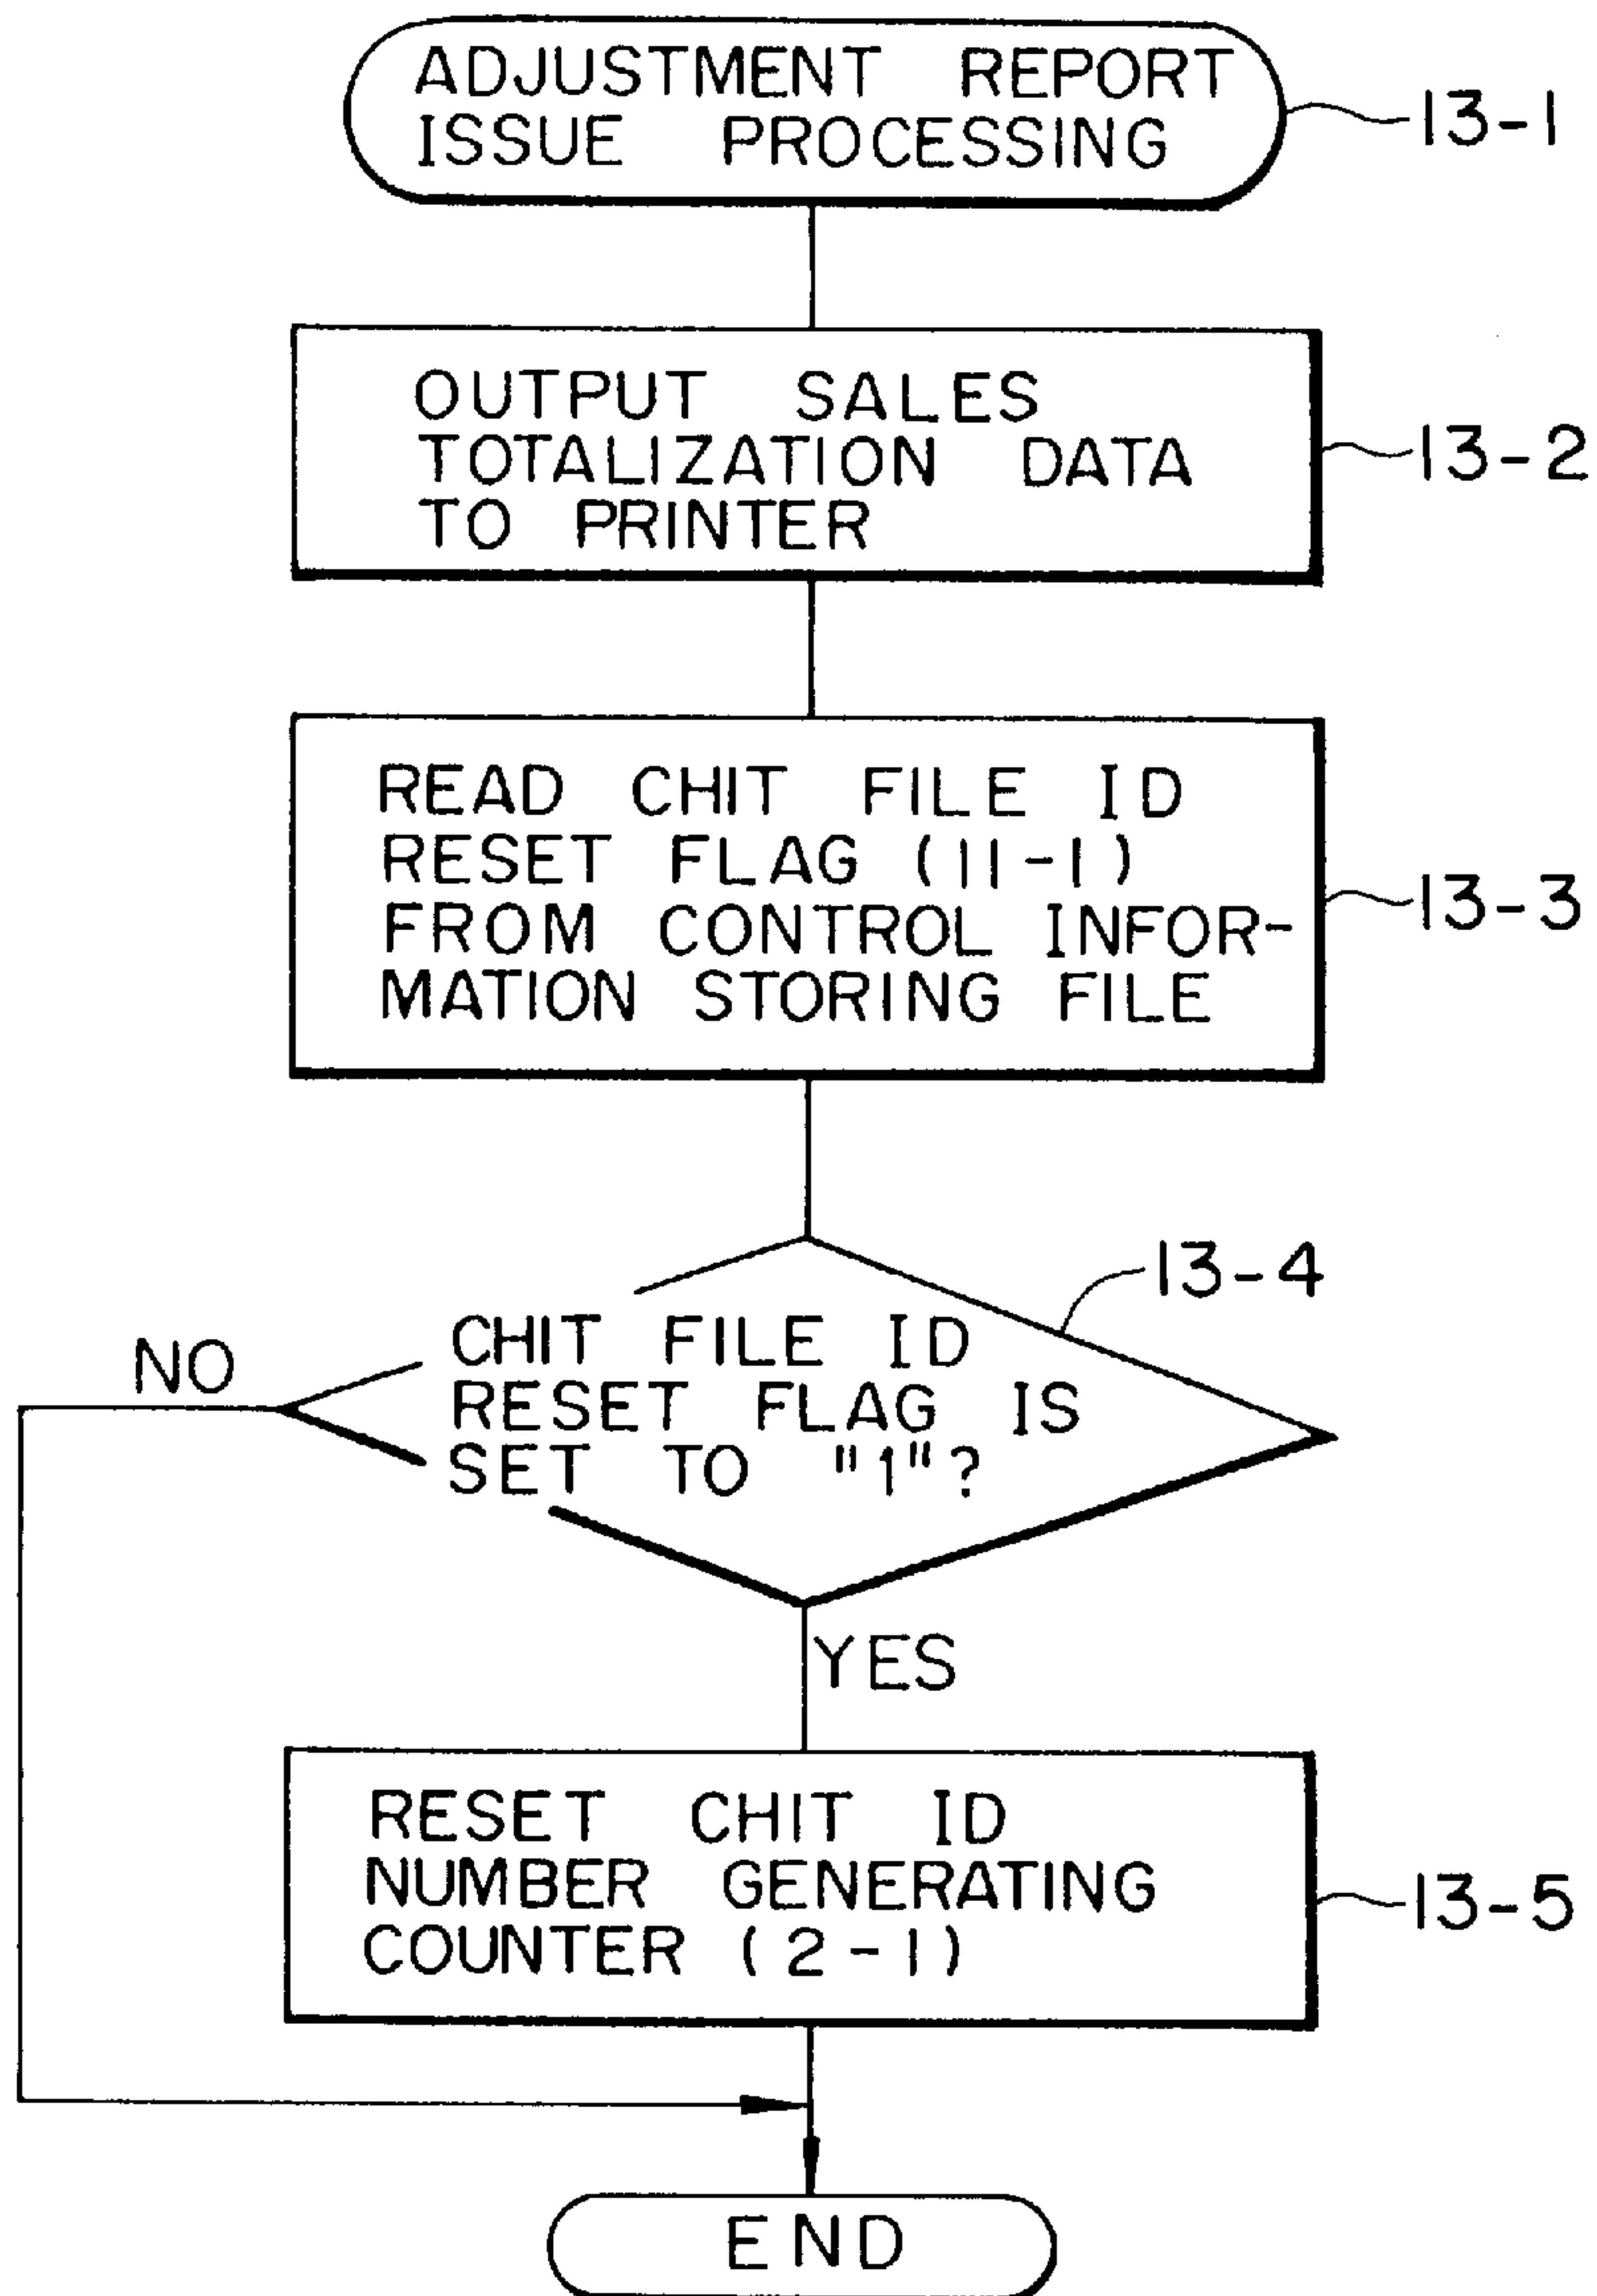 ADJUSTMENT REPORT
ISSUE PROCESSING
13-1
OUTPUT SALES
TOTALIZATION DATA
TO PRINTER
13-2
READ CHIT FILE ID
RESET FLAG (11-1)
FROM CONTROL INFOR-
MATION STORING FILE
13-3
13-4
CHIT FILE ID
RESET FLAG IS
SET TO "1"?
NO
YES
RESET CHIT ID
NUMBER GENERATING
COUNTER (2-1)
13-5
END